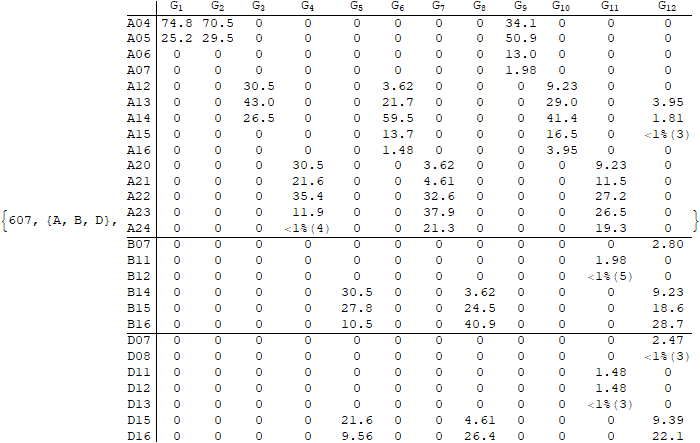 G1 G2 G3 G4 G5 G6 G7 G8 G9 G10 G11 G12
A04 74.8 70.5 0 0 0 0 0 0 34.1 0 0 0
A05 25.2 29.5 0 0 0 0 0 0 50.9 0 0 0
A06 0 0 0 0 0 0 0 0 13.0 0 0 0
A07 0 0 0 0 0 0 0 0 1.98 0 0 0
A12 0 0 30.5 0 0 3.62 0 0 0 9.23 0 0
A13 0 0 43.0 0 0 21.7 0 0 0 29.0 0 3.95
A14 0 0 26.5 0 0 59.5 0 0 0 41.4 0 1.81
A15 0 0 0 0 0 13.7 0 0 0 16.5 0 <1%(3)
A16 0 0 0 0 0 1.48 0 0 0 3.95 0 0
A20 0 0 0 30.5 0 0 3.62 0 0 0 9.23 0
A21 0 0 0 21.6 0 0 4.61 0 0 0 11.5 0
A22 0 0 0 35.4 0 0 32.6 0 0 0 27.2 0
{607, {A, B, D}, A23 0 0 0 11.9 0 0 37.9 0 0 0 26.5 0 }
A24 0 0 0 <1%(4) 0 0 21.3 0 0 0 19.3 0
B07 0 0 0 0 0 0 0 0 0 0 0 2.80
B11 0 0 0 0 0 0 0 0 0 0 1.98 0
B12 0 0 0 0 0 0 0 0 0 0 <1%(5) 0
B14 0 0 0 0 30.5 0 0 3.62 0 0 0 9.23
B15 0 0 0 0 27.8 0 0 24.5 0 0 0 18.6
B16 0 0 0 0 10.5 0 0 40.9 0 0 0 28.7
D07 0 0 0 0 0 0 0 0 0 0 0 2.47
D08 0 0 0 0 0 0 0 0 0 0 0 <1%(3)
D11 0 0 0 0 0 0 0 0 0 0 1.48 0
D12 0 0 0 0 0 0 0 0 0 0 1.48 0
D13 0 0 0 0 0 0 0 0 0 0 <1%(3) 0
D15 0 0 0 0 21.6 0 0 4.61 0 0 0 9.39
D16 0 0 0 0 9.56 0 0 26.4 0 0 0 22.1